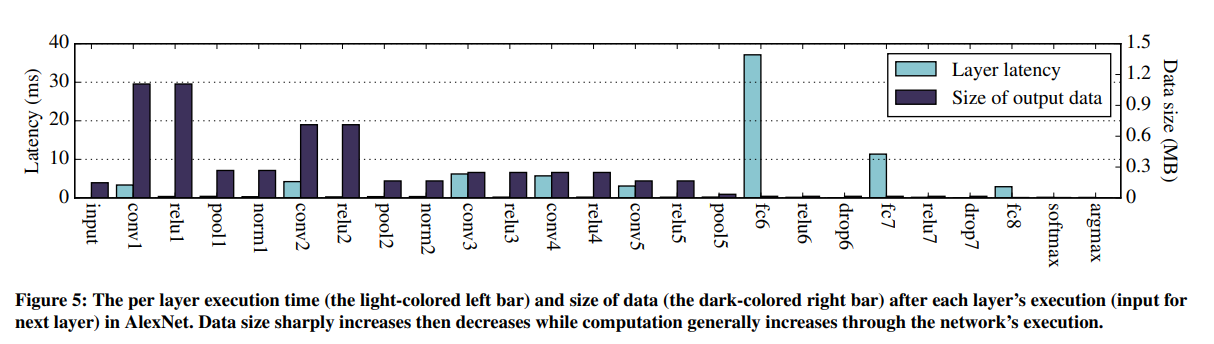 40
30
20
10
0
Latency (ms)
1.5
1.2
0.9
0.6
0.3
0
Data size (MB)
Layer latency
Size of output data
input
conv1
relu1
pool1
norm1
conv2
relu2
pool2
norm2
conv3
relu3
conv4
relu4
conv5
relu5
pool5
fc6
relu6
drop6
fc7
relu7
drop7
fc8
softmax
argmax
Figure 5: The per layer execution time (the light-colored left bar) and size of data (the dark-colored right bar) after each layer’s execution (input for
next layer) in AlexNet. Data size sharply increases then decreases while computation generally increases through the network’s execution.